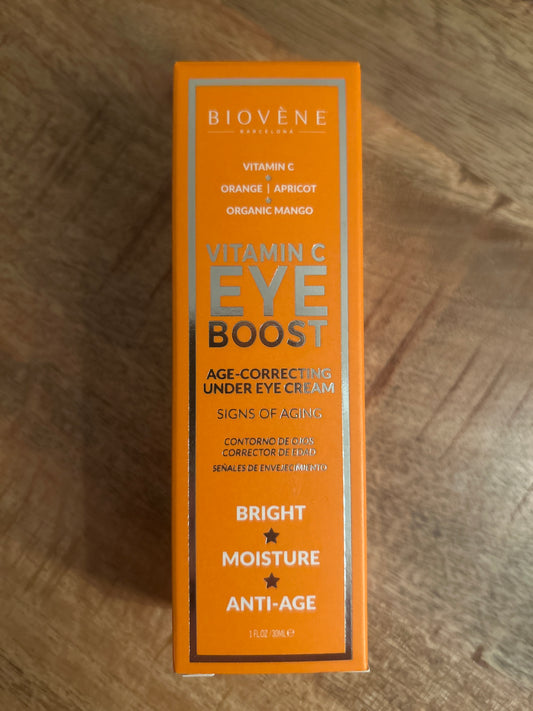 BIOVÈNE
BARCELONA
VITAMIN C
+
ORANGE | APRICOT
+
ORGANIC MANGO
VITAMIN C
EYE
BOOST
AGE-CORRECTING
UNDER EYE CREAM
SIGNS OF AGING
CONTORNO DE OJOS
CORRECTOR DE EDAD
SEÑALES DE ENVEJECIMIENTO
BRIGHT
★
MOISTURE
★
ANTI-AGE
1 FL OZ / 30ML ℮